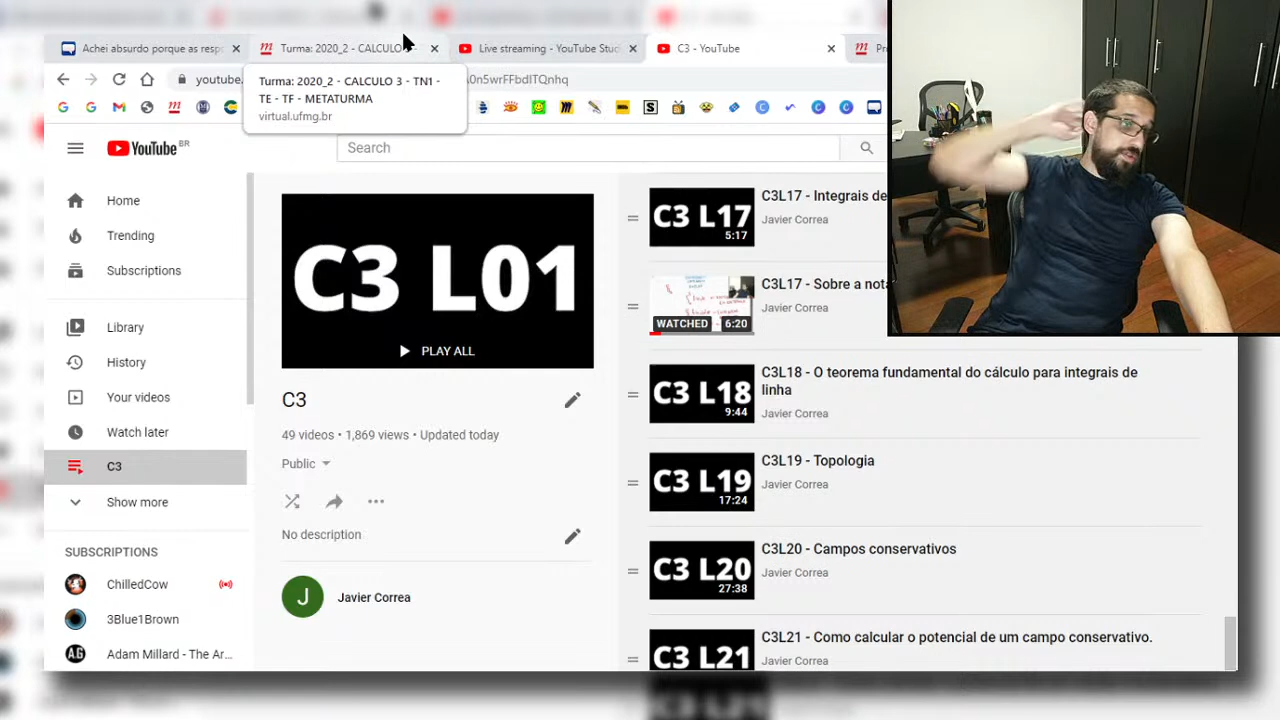 Achei absurdo porque as resp
Turma: 2020_2 - CALCULO
Live streaming - YouTube Stud
C3 - YouTube
youtube.
Turma: 2020_2 - CALCULO 3 - TN1 -
TE - TF - METATURMA
virtual.ufmg.br
0n5wrFFbdITQnhq
YouTube BR
Search
Home
Trending
Subscriptions
Library
History
Your videos
Watch later
C3
Show more
SUBSCRIPTIONS
ChilledCow
3Blue1Brown
Adam Millard - The Ar...
C3 L01
PLAY ALL
C3
49 videos • 1,869 views • Updated today
Public
No description
J
Javier Correa
C3 L17
5:17
C3L17 - Integrais de
Javier Correa
WATCHED
6:20
C3L17 - Sobre a nota
Javier Correa
C3 L18
9:44
C3L18 - O teorema fundamental do cálculo para integrais de
linha
Javier Correa
C3 L19
17:24
C3L19 - Topologia
Javier Correa
C3 L20
27:38
C3L20 - Campos conservativos
Javier Correa
C3 L21
C3L21 - Como calcular o potencial de um campo conservativo.
Javier Correa